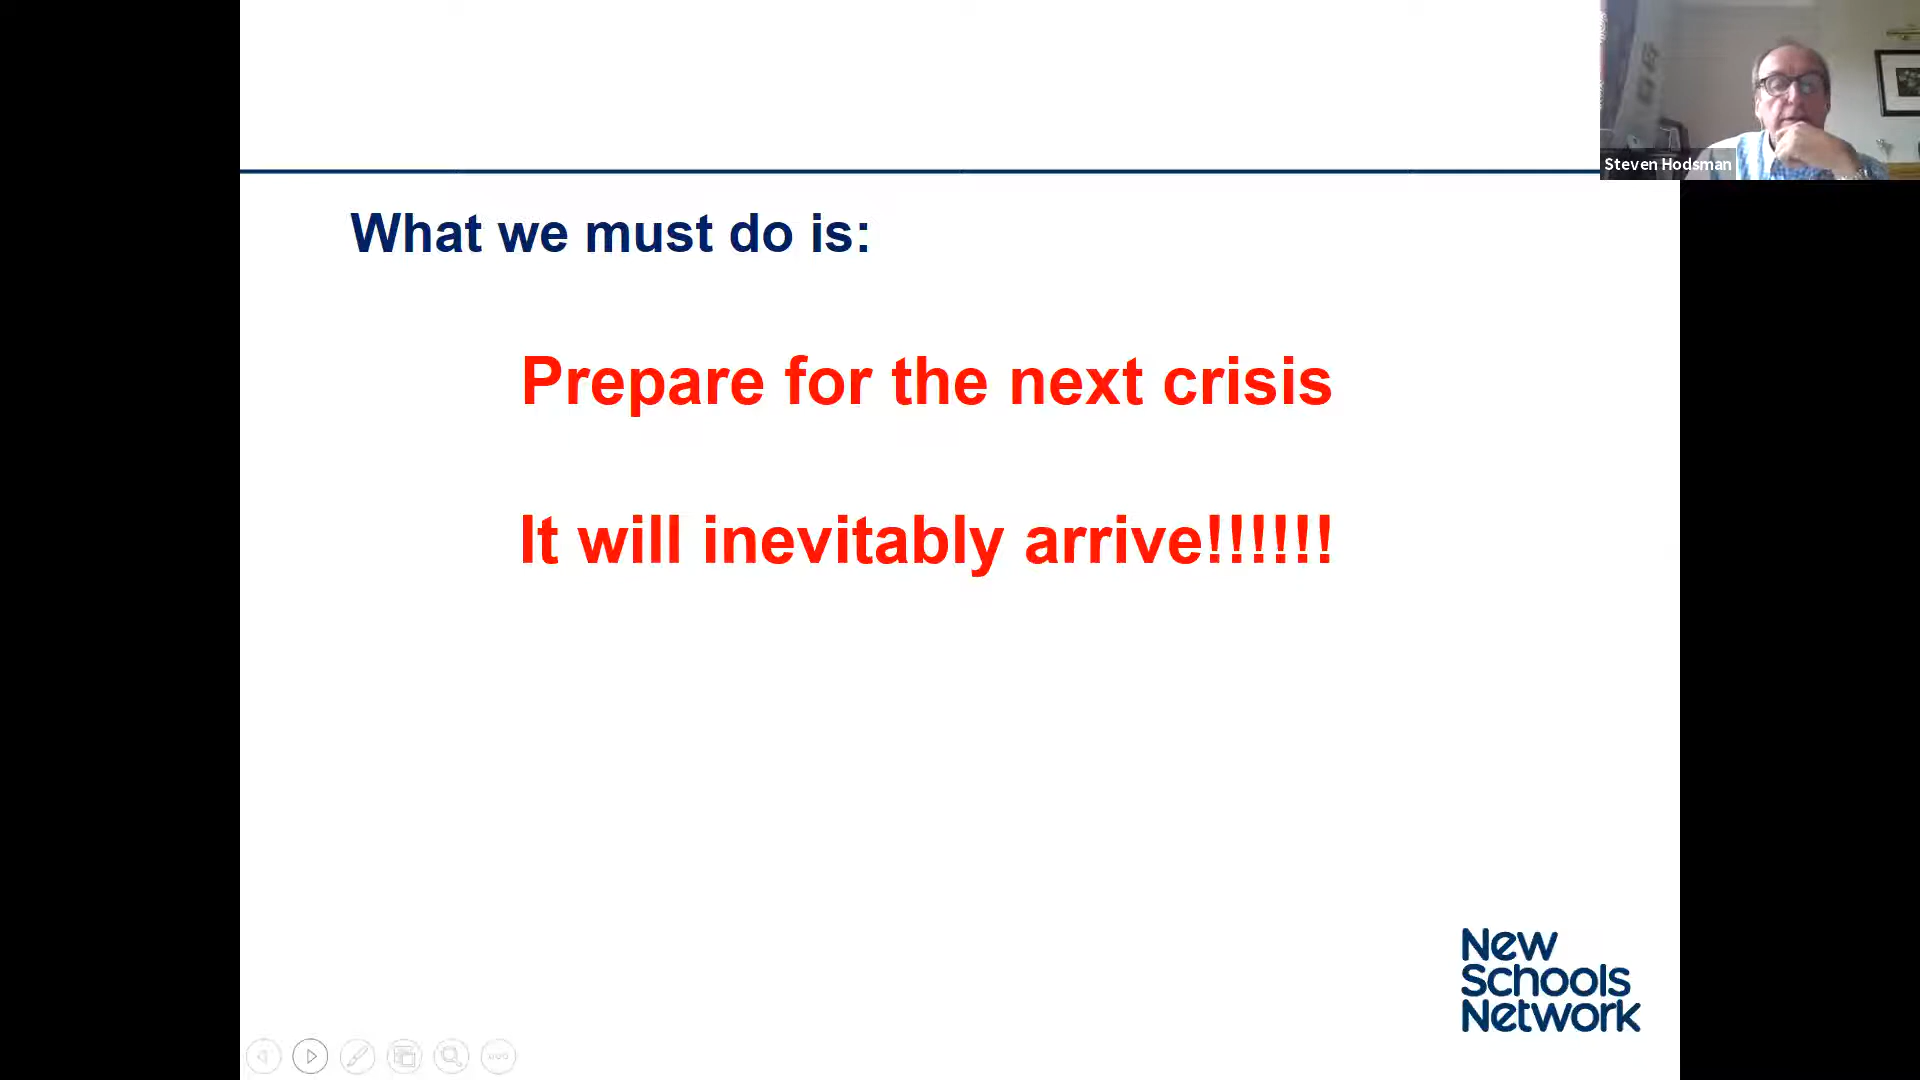 Steven Hodsman
What we must do is:
Prepare for the next crisis
It will inevitably arrive!!!!!!
New
Schools
Network